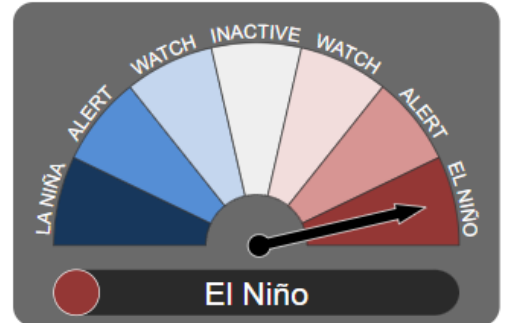 LA NIÑA
ALERT
WATCH
INACTIVE
WATCH
ALERT
EL NIÑO
El Niño